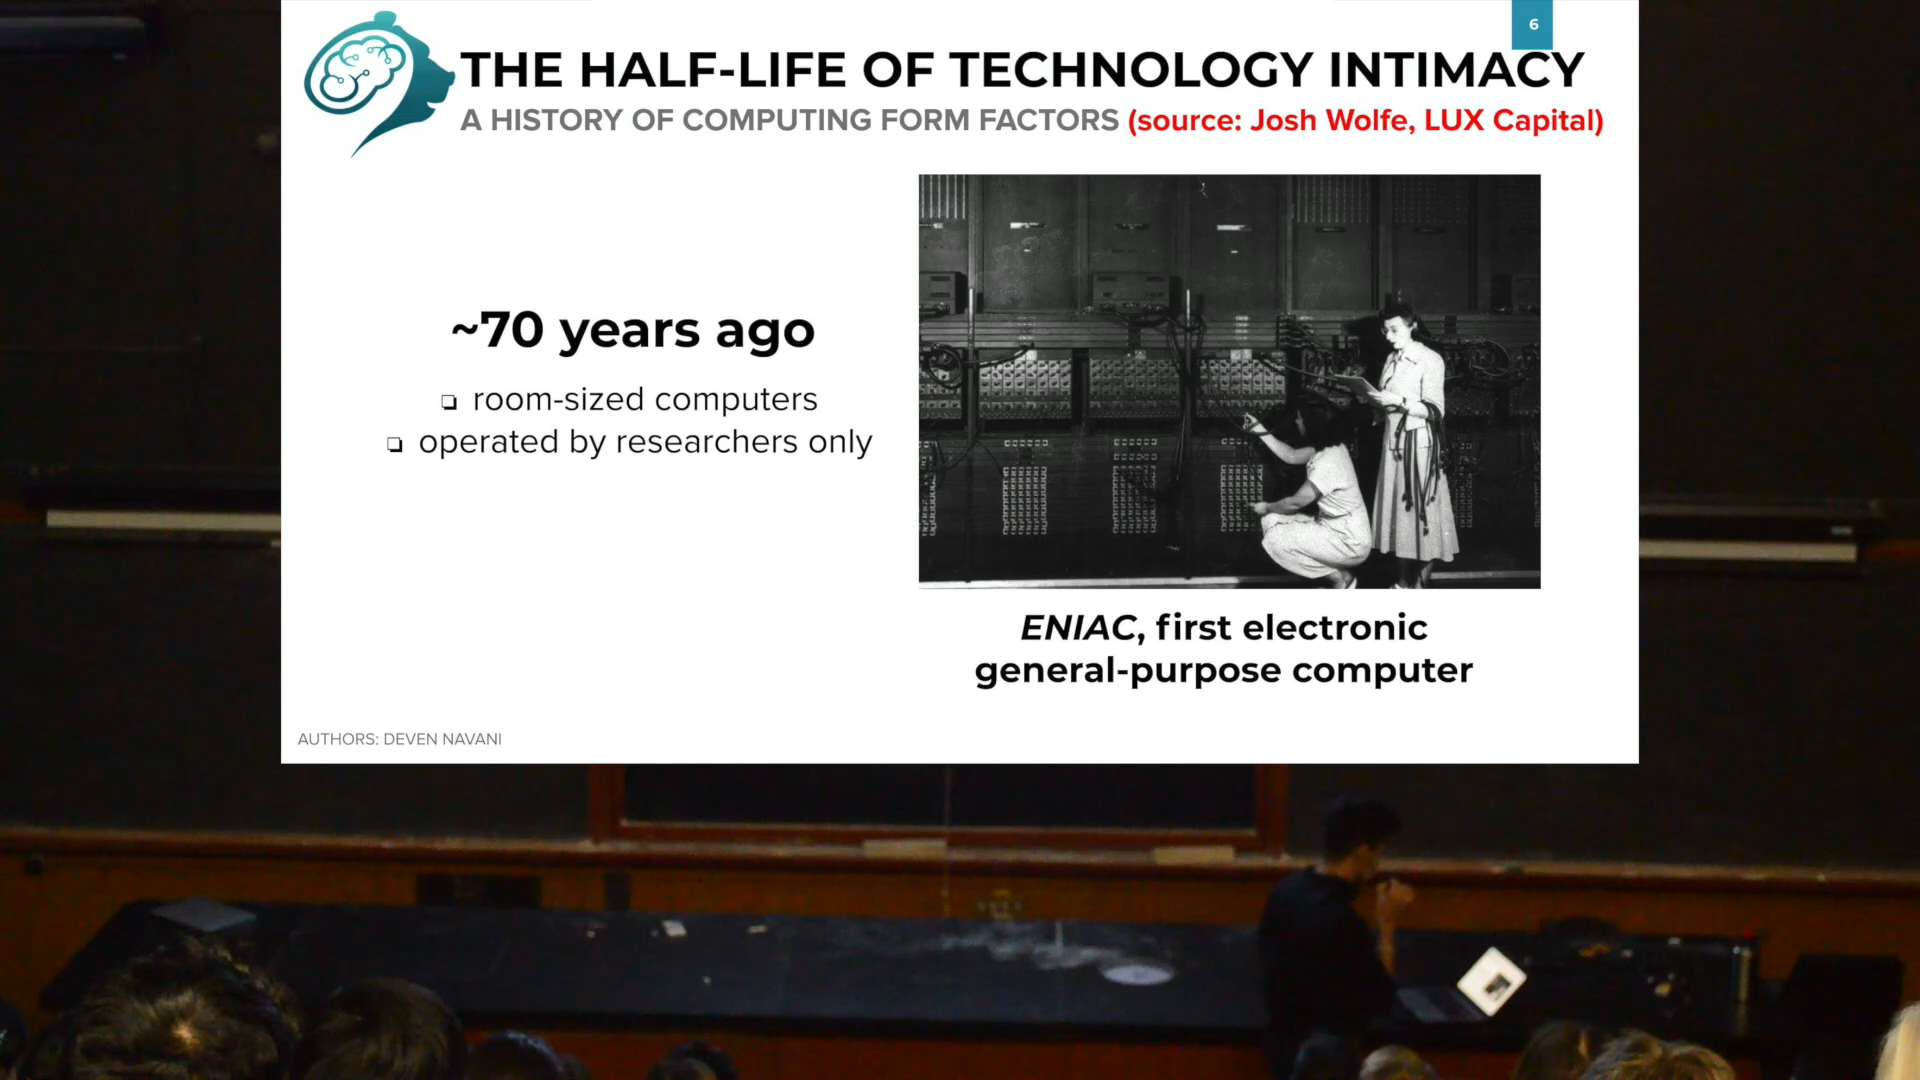 6
THE HALF-LIFE OF TECHNOLOGY INTIMACY
A HISTORY OF COMPUTING FORM FACTORS (source: Josh Wolfe, LUX Capital)
~70 years ago
❏ room-sized computers
❏ operated by researchers only
ENIAC, first electronic
general-purpose computer
AUTHORS: DEVEN NAVANI